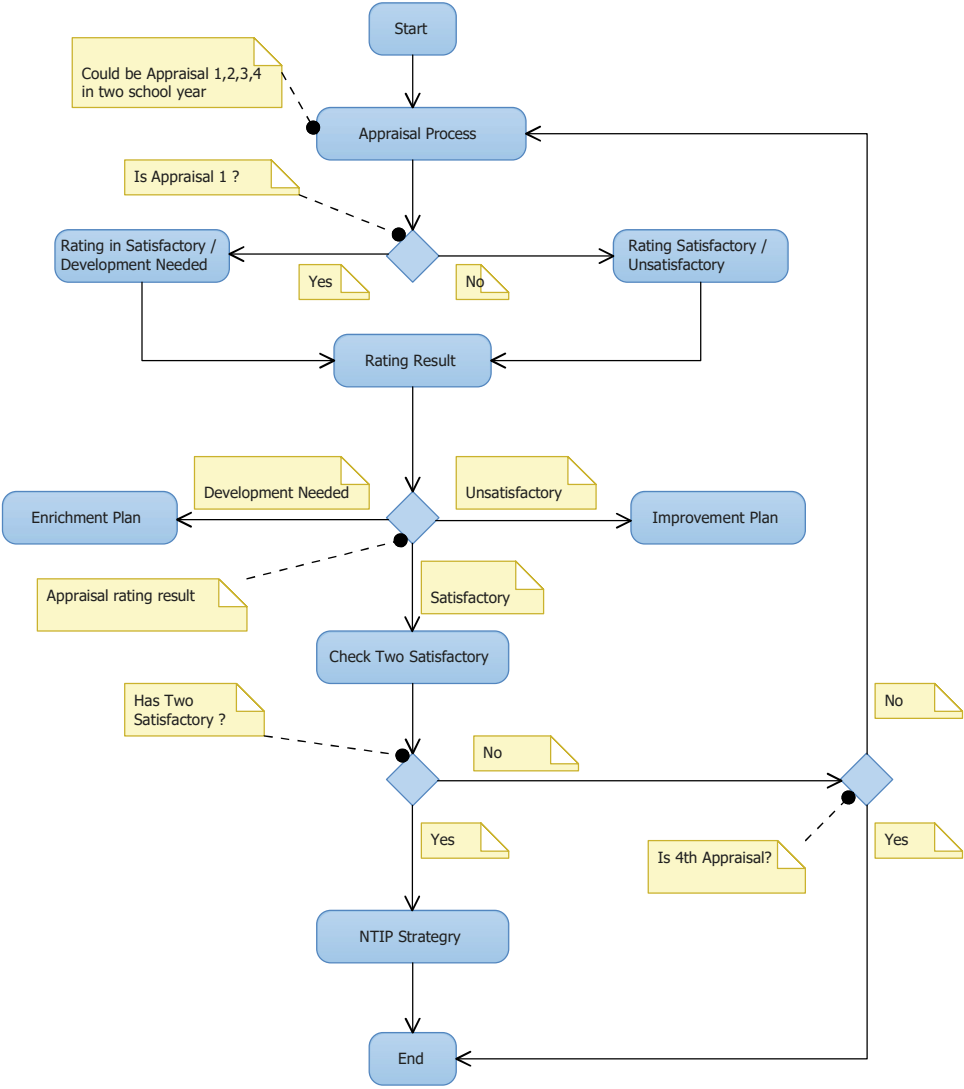 Start
Could be Appraisal 1,2,3,4
in two school year
Appraisal Process
Is Appraisal 1 ?
Rating in Satisfactory /
Development Needed
Rating Satisfactory /
Unsatisfactory
Yes
No
Rating Result
Development Needed
Unsatisfactory
Enrichment Plan
Improvement Plan
Appraisal rating result
Satisfactory
Check Two Satisfactory
Has Two
Satisfactory ?
No
No
Yes
Is 4th Appraisal?
Yes
NTIP Strategry
End